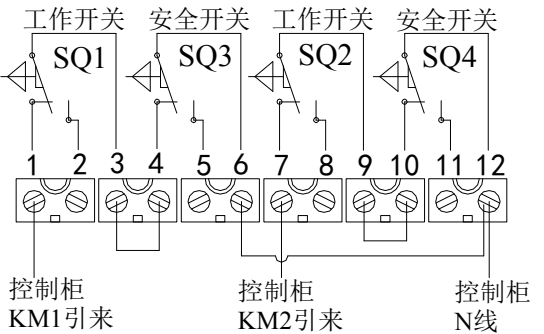 工作开关 安全开关 工作开关 安全开关
SQ1 SQ3 SQ2 SQ4
1 2 3 4 5 6 7 8 9 10 11 12
控制柜 控制柜 控制柜
KM1引来 KM2引来 N线